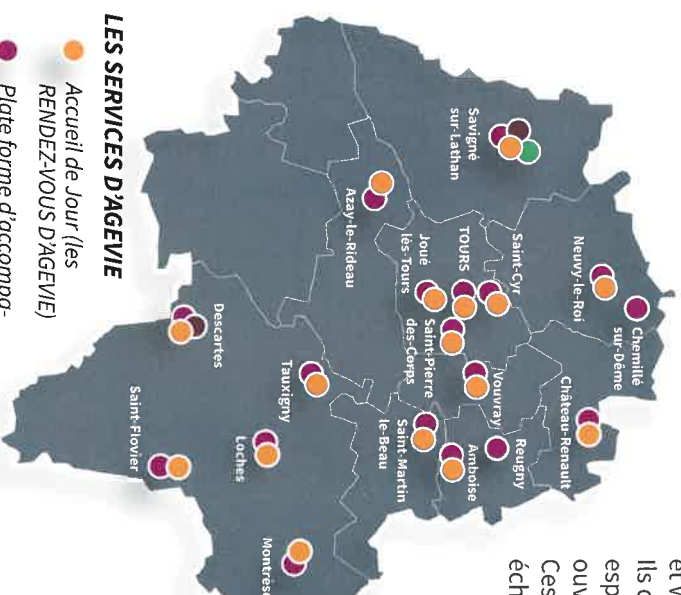 et v
Ils
esp
ouv
Ces
éch
Chemillé
sur-Dême
Neuvy-le-Roi
Château-Renault
Saint-Cyr
Reugny
Vouvray
TOURS
Amboise
Savigné
sur-Lathan
Joué
lès-Tours
Saint-Pierre
des-Corps
Saint-Martin
le-Beau
Azay-le-Rideau
Tauxigny
Loches
Montrés
Descartes
Saint-Flovier
LES SERVICES D'AGEVIE
Accueil de Jour (les
RENDEZ-VOUS D'AGEVIE)
Plate forme d'accompa-